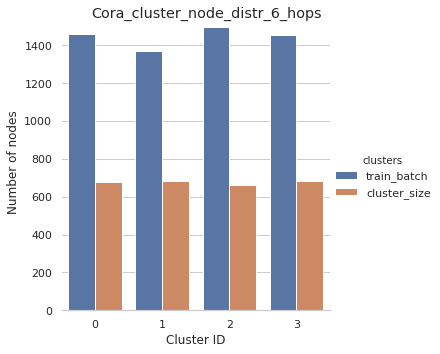 Cora_cluster_node_distr_6_hops
1400
1200
1000
800
600
400
200
0
Number of nodes
0 1 2 3
Cluster ID
clusters
train_batch
cluster_size